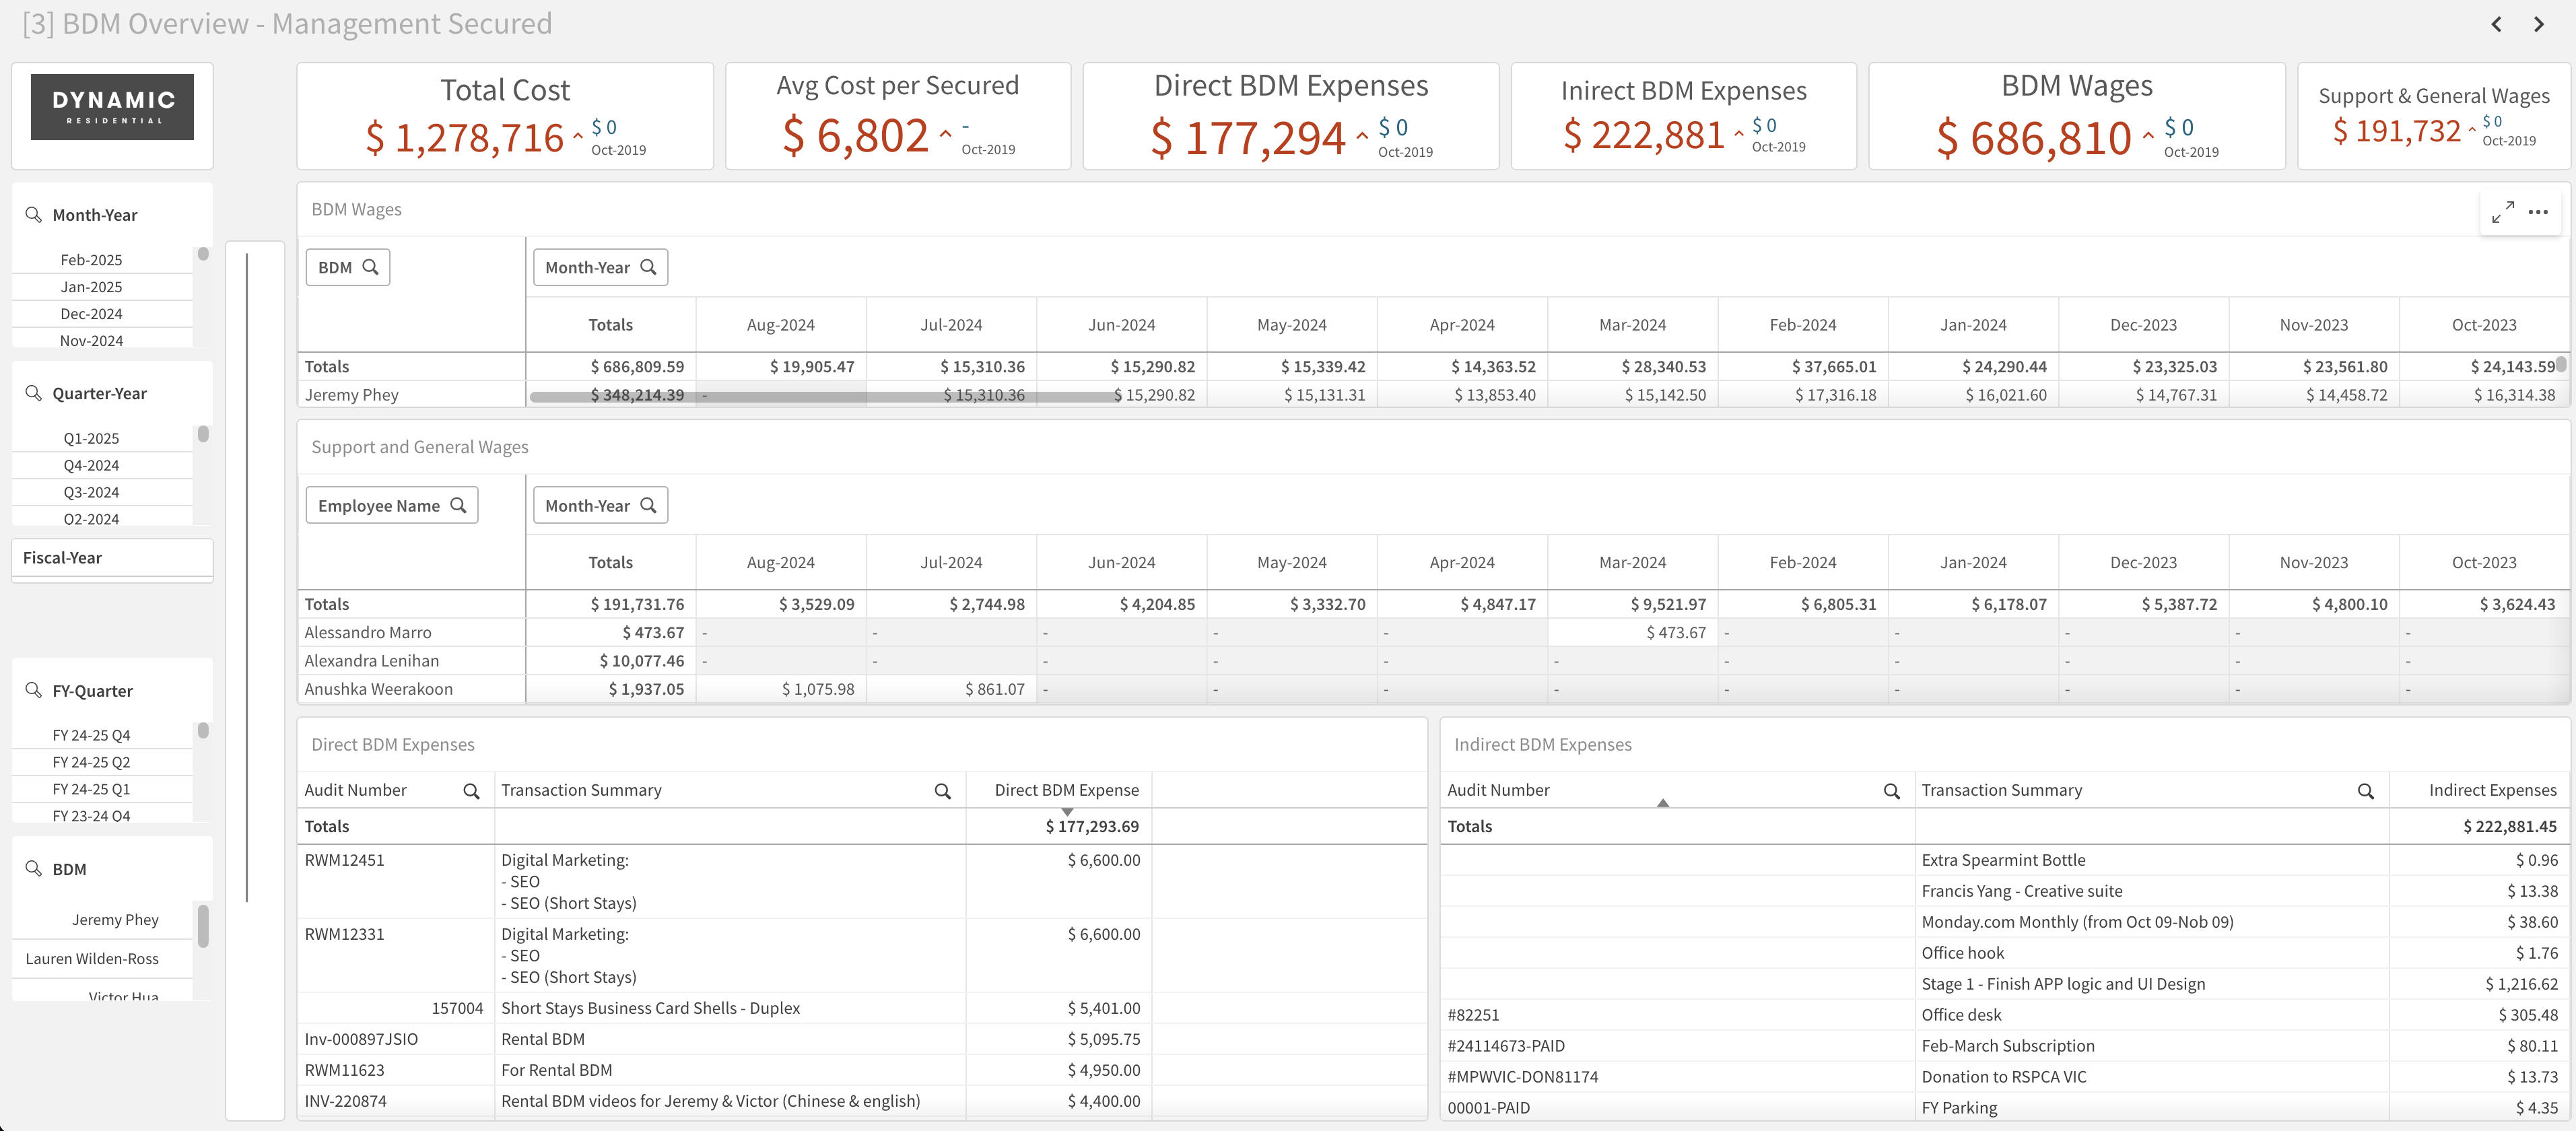 [3] BDM Overview - Management Secured
DYNAMIC
RESIDENTIAL
Total Cost
$ 1,278,716 $ 0
Oct-2019
Avg Cost per Secured
$ 6,802 -
Oct-2019
Direct BDM Expenses
$ 177,294 $ 0
Oct-2019
Inirect BDM Expenses
$ 222,881 $ 0
Oct-2019
BDM Wages
$ 686,810 $ 0
Oct-2019
Support & General Wages
$ 191,732 $ 0
Oct-2019
Month-Year
Feb-2025
Jan-2025
Dec-2024
Nov-2024
Quarter-Year
Q1-2025
Q4-2024
Q3-2024
Q2-2024
Fiscal-Year
FY-Quarter
FY 24-25 Q4
FY 24-25 Q2
FY 24-25 Q1
FY 23-24 Q4
BDM
Jeremy Phey
Lauren Wilden-Ross
Victor Hua
BDM Wages
BDM Month-Year
Totals Aug-2024 Jul-2024 Jun-2024 May-2024 Apr-2024 Mar-2024 Feb-2024 Jan-2024 Dec-2023 Nov-2023 Oct-2023
Totals $ 686,809.59 $ 19,905.47 $ 15,310.36 $ 15,290.82 $ 15,339.42 $ 14,363.52 $ 28,340.53 $ 37,665.01 $ 24,290.44 $ 23,325.03 $ 23,561.80 $ 24,143.59
Jeremy Phey $ 348,214.39 - $ 15,310.36 $ 15,290.82 $ 15,131.31 $ 13,853.40 $ 15,142.50 $ 17,316.18 $ 16,021.60 $ 14,767.31 $ 14,458.72 $ 16,314.38
Support and General Wages
Employee Name Month-Year
Totals Aug-2024 Jul-2024 Jun-2024 May-2024 Apr-2024 Mar-2024 Feb-2024 Jan-2024 Dec-2023 Nov-2023 Oct-2023
Totals $ 191,731.76 $ 3,529.09 $ 2,744.98 $ 4,204.85 $ 3,332.70 $ 4,847.17 $ 9,521.97 $ 6,805.31 $ 6,178.07 $ 5,387.72 $ 4,800.10 $ 3,624.43
Alessandro Marro $ 473.67 - - - - - $ 473.67 - - - - -
Alexandra Lenihan $ 10,077.46 - - - - - - - - - - -
Anushka Weerakoon $ 1,937.05 $ 1,075.98 $ 861.07 - - - - - - - - -
Direct BDM Expenses
Audit Number Transaction Summary Direct BDM Expense
Totals $ 177,293.69
RWM12451 Digital Marketing: $ 6,600.00
- SEO
- SEO (Short Stays)
RWM12331 Digital Marketing: $ 6,600.00
- SEO
- SEO (Short Stays)
157004 Short Stays Business Card Shells - Duplex $ 5,401.00
Inv-000897JSIO Rental BDM $ 5,095.75
RWM11623 For Rental BDM $ 4,950.00
INV-220874 Rental BDM videos for Jeremy & Victor (Chinese & english) $ 4,400.00
Indirect BDM Expenses
Audit Number Transaction Summary Indirect Expenses
Totals $ 222,881.45
Extra Spearmint Bottle $ 0.96
Francis Yang - Creative suite $ 13.38
Monday.com Monthly (from Oct 09-Nob 09) $ 38.60
Office hook $ 1.76
Stage 1 - Finish APP logic and UI Design $ 1,216.62
#82251 Office desk $ 305.48
#24114673-PAID Feb-March Subscription $ 80.11
#MPWVIC-DON81174 Donation to RSPCA VIC $ 13.73
00001-PAID FY Parking $ 4.35